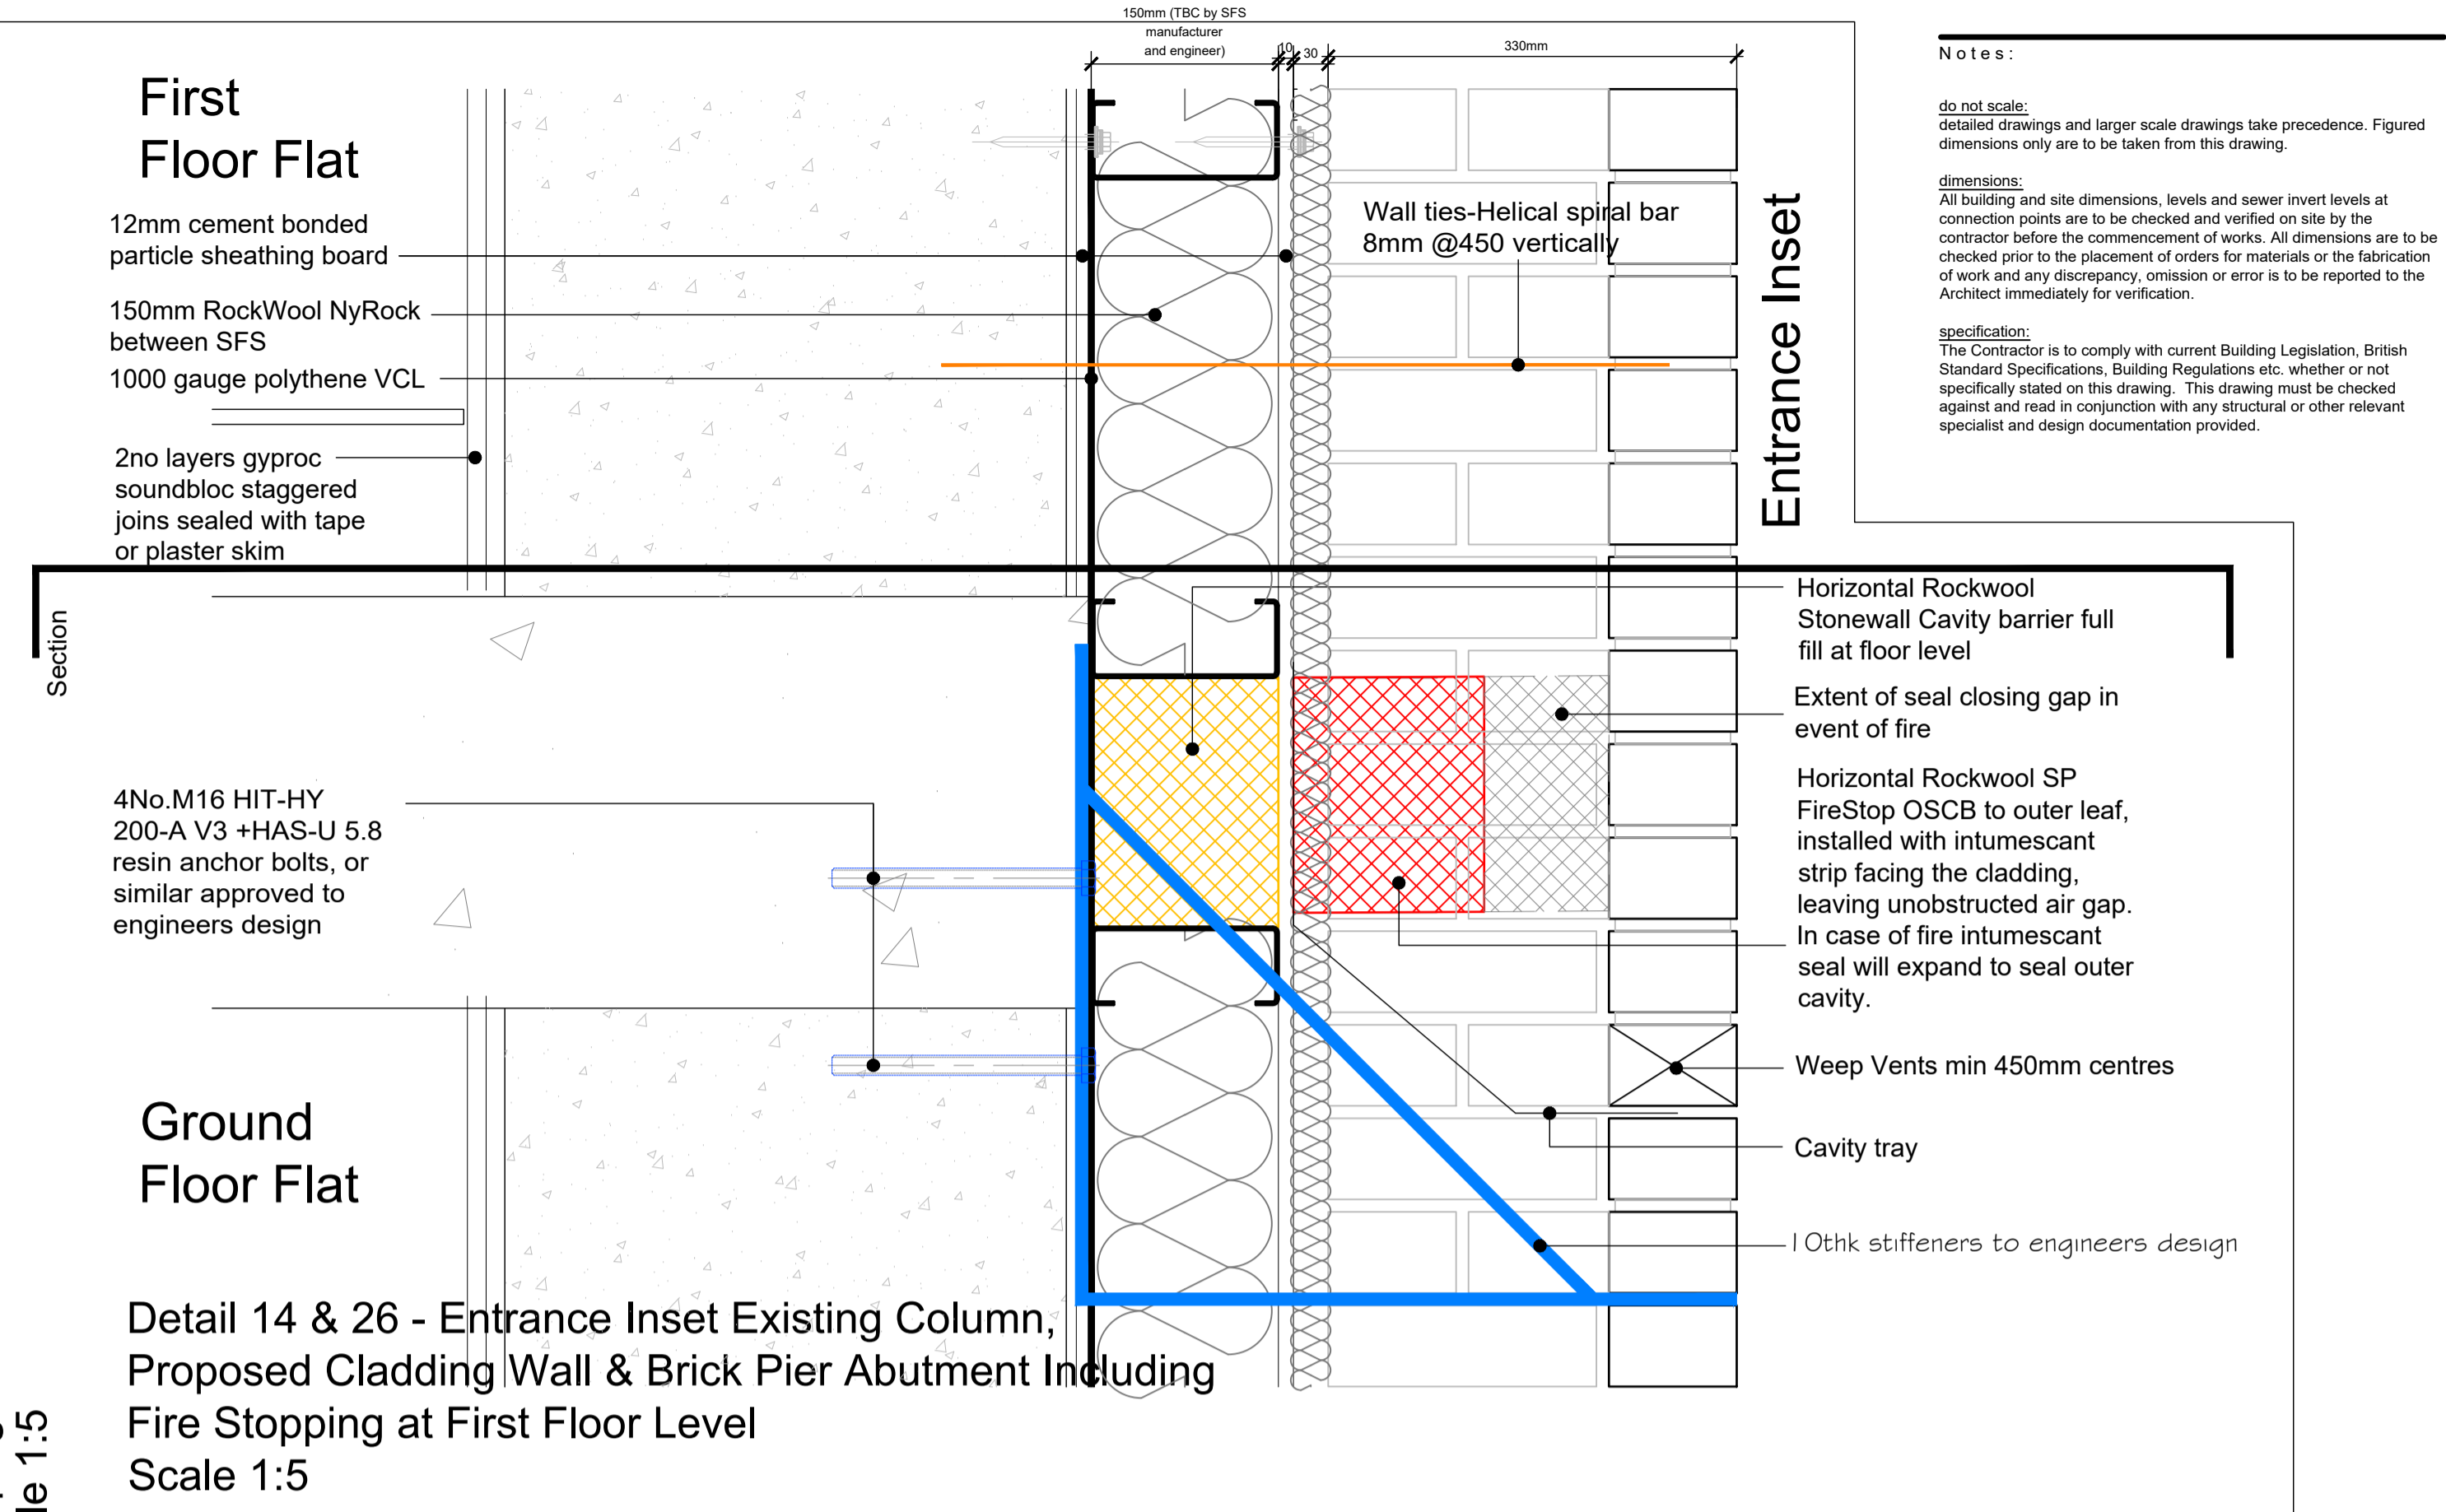 150mm (TBC by SFS
manufacturer
and engineer)
10
30
330mm
First
Floor Flat
12mm cement bonded
particle sheathing board
150mm RockWool NyRock
between SFS
1000 gauge polythene VCL
2no layers gyproc
soundbloc staggered
joins sealed with tape
or plaster skim
Wall ties-Helical spiral bar
8mm @450 vertically
Entrance Inset
Notes:
do not scale:
detailed drawings and larger scale drawings take precedence. Figured
dimensions only are to be taken from this drawing.
dimensions:
All building and site dimensions, levels and sewer invert levels at
connection points are to be checked and verified on site by the
contractor before the commencement of works. All dimensions are to be
checked prior to the placement of orders for materials or the fabrication
of work and any discrepancy, omission or error is to be reported to the
Architect immediately for verification.
specification:
The Contractor is to comply with current Building Legislation, British
Standard Specifications, Building Regulations etc. whether or not
specifically stated on this drawing. This drawing must be checked
against and read in conjunction with any structural or other relevant
specialist and design documentation provided.
Section
4No.M16 HIT-HY
200-A V3 +HAS-U 5.8
resin anchor bolts, or
similar approved to
engineers design
Horizontal Rockwool
Stonewall Cavity barrier full
fill at floor level
Extent of seal closing gap in
event of fire
Horizontal Rockwool SP
FireStop OSCB to outer leaf,
installed with intumescant
strip facing the cladding,
leaving unobstructed air gap.
In case of fire intumescant
seal will expand to seal outer
cavity.
Weep Vents min 450mm centres
Cavity tray
10thk stiffeners to engineers design
Ground
Floor Flat
Detail 14 & 26 - Entrance Inset Existing Column,
Proposed Cladding Wall & Brick Pier Abutment Including
Fire Stopping at First Floor Level
Scale 1:5
1:5